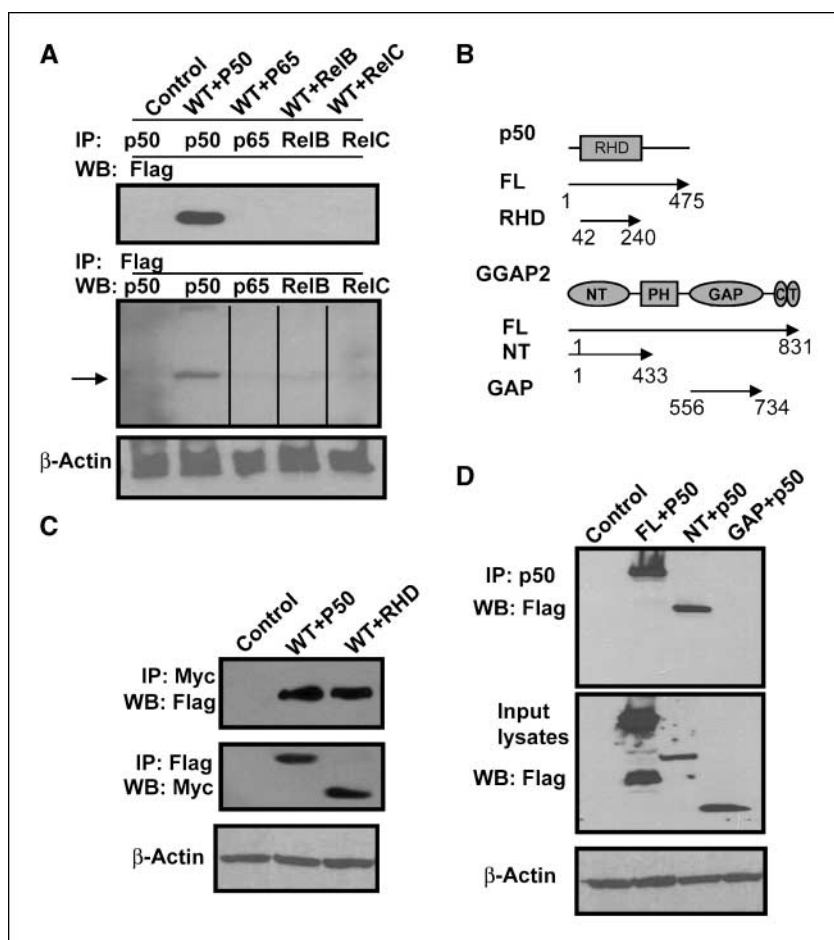 A
Control
WT+P50
WT+P65
WT+RelB
WT+RelC
IP: p50 p50 p65 RelB RelC
WB: Flag
IP: Flag
WB: p50 p50 p65 RelB RelC
β-Actin
B
p50
RHD
FL
1 475
RHD
42 240
GGAP2
NT PH GAP C T
FL
1 831
NT
1 433
GAP
556 734
C
Control
WT+P50
WT+RHD
IP: Myc
WB: Flag
IP: Flag
WB: Myc
β-Actin
D
Control
FL+P50
NT+p50
GAP+p50
IP: p50
WB: Flag
Input
lysates
WB: Flag
β-Actin